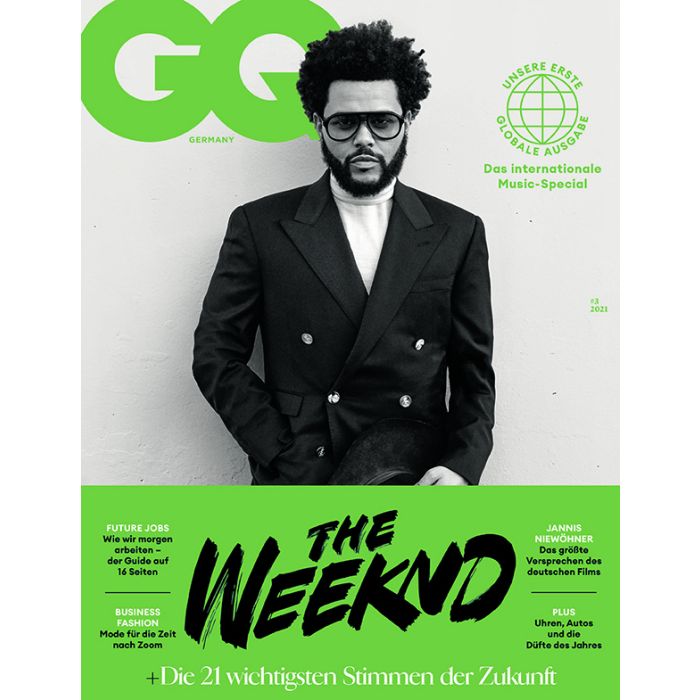 GQ
GERMANY
UNSERE ERSTE
GLOBALE AUSGABE
Das internationale
Music-Special
#3
2021
THE
WEEKND
FUTURE JOBS
Wie wir morgen
arbeiten –
der Guide auf
16 Seiten
BUSINESS
FASHION
Mode für die Zeit
nach Zoom
JANNIS
NIEWÖHNER
Das größte
Versprechen des
deutschen Films
PLUS
Uhren, Autos
und die
Düfte des Jahres
+Die 21 wichtigsten Stimmen der Zukunft